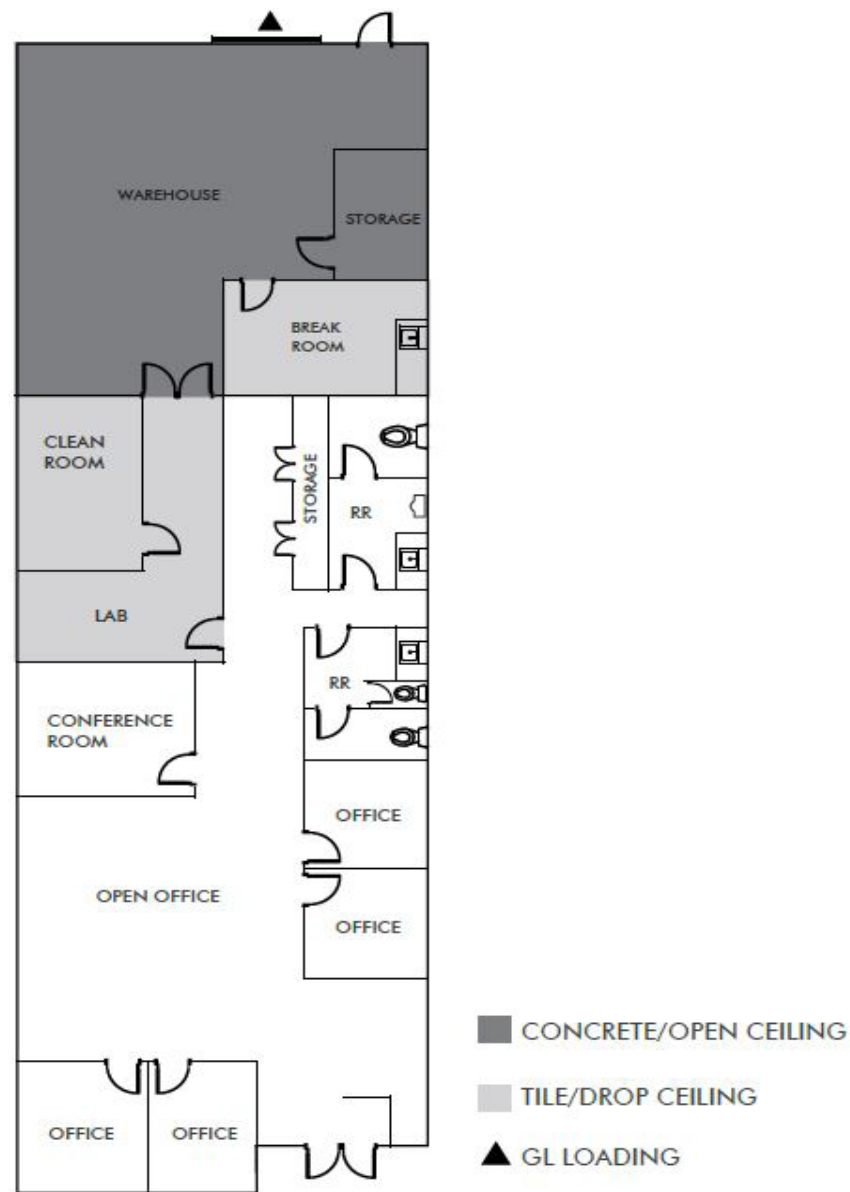 WAREHOUSE
STORAGE
BREAK
ROOM
CLEAN
ROOM
STORAGE
RR
LAB
RR
CONFERENCE
ROOM
OFFICE
OPEN OFFICE
OFFICE
CONCRETE/OPEN CEILING
TILE/DROP CEILING
OFFICE
OFFICE
GL LOADING